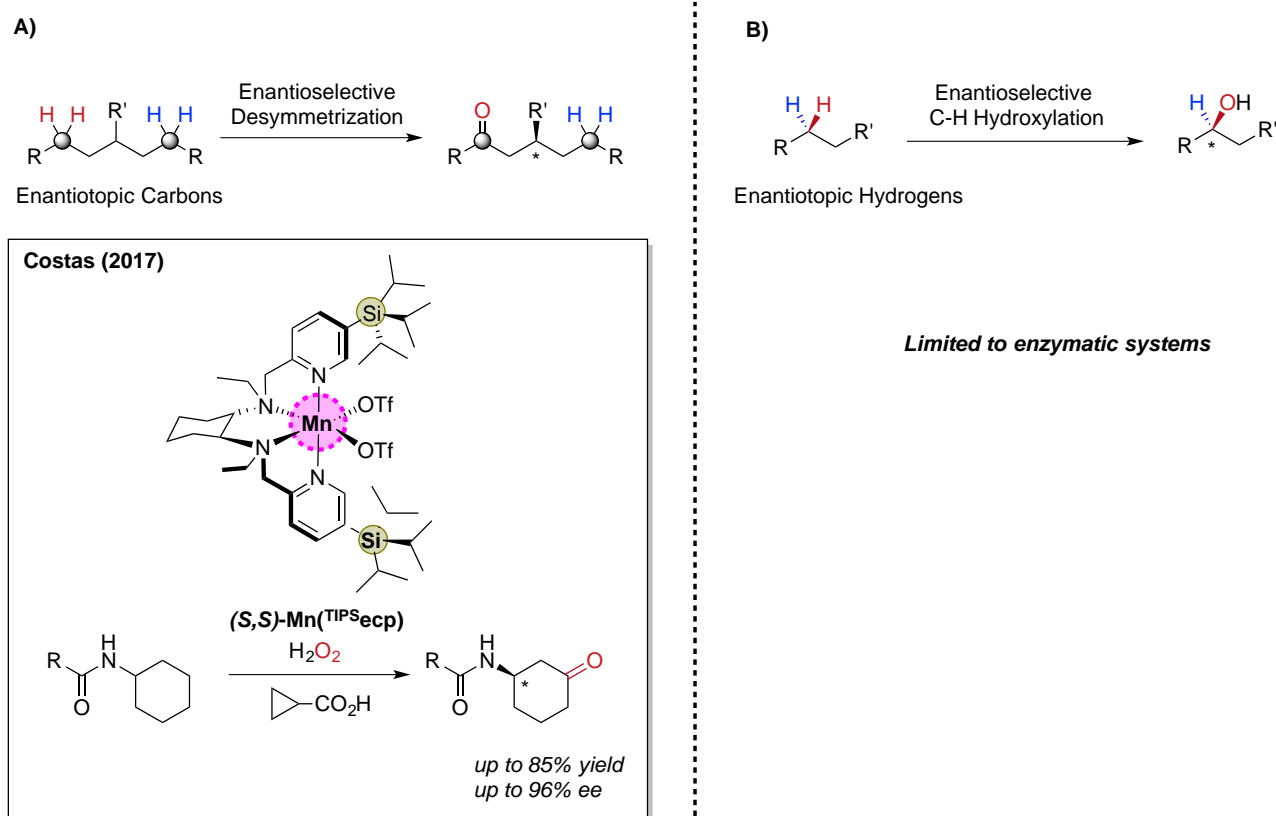 A)
H H R' H H
R R
Enantioselective
Desymmetrization
O R' H H
R * R
Enantiotopic Carbons
Costas (2017)
Si
N
N
Mn
OTf
OTf
N
N
Si
(S,S)-Mn(TIPSecp)
H2O2
CO2H
R
H
N
O
R
H
N
O
*
O
up to 85% yield
up to 96% ee
B)
H H
R R'
Enantioselective
C-H Hydroxylation
H OH
R * R'
Enantiotopic Hydrogens
Limited to enzymatic systems